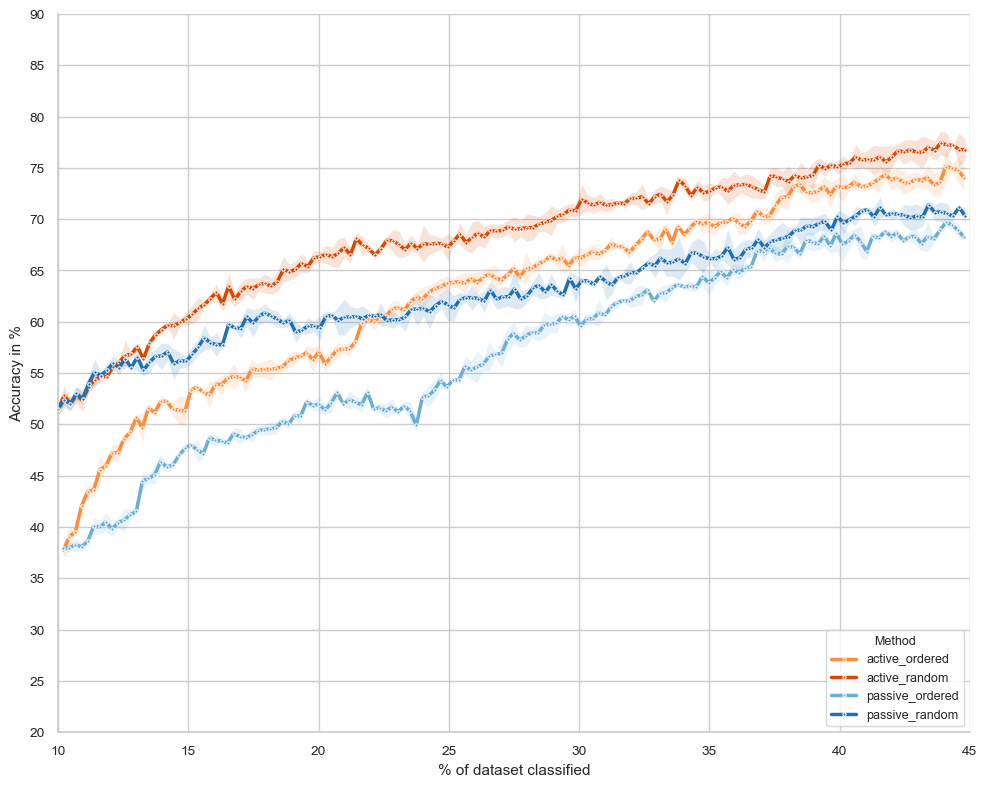 90
85
80
75
70
65
60
55
50
45
40
35
30
25
20
Accuracy in %
10 15 20 25 30 35 40 45
% of dataset classified
Method
active_ordered
active_random
passive_ordered
passive_random